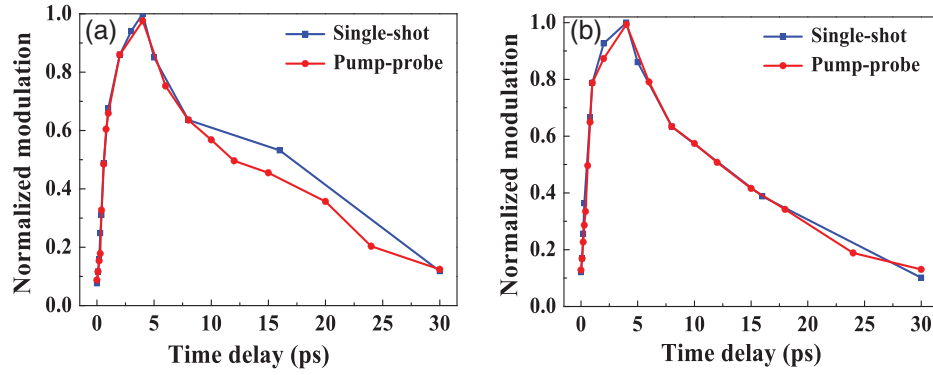 (a)
Single-shot
Pump-probe
Normalized modulation
1.0
0.8
0.6
0.4
0.2
0.0
0 5 10 15 20 25 30
Time delay (ps)
(b)
Single-shot
Pump-probe
Normalized modulation
1.0
0.8
0.6
0.4
0.2
0.0
0 5 10 15 20 25 30
Time delay (ps)